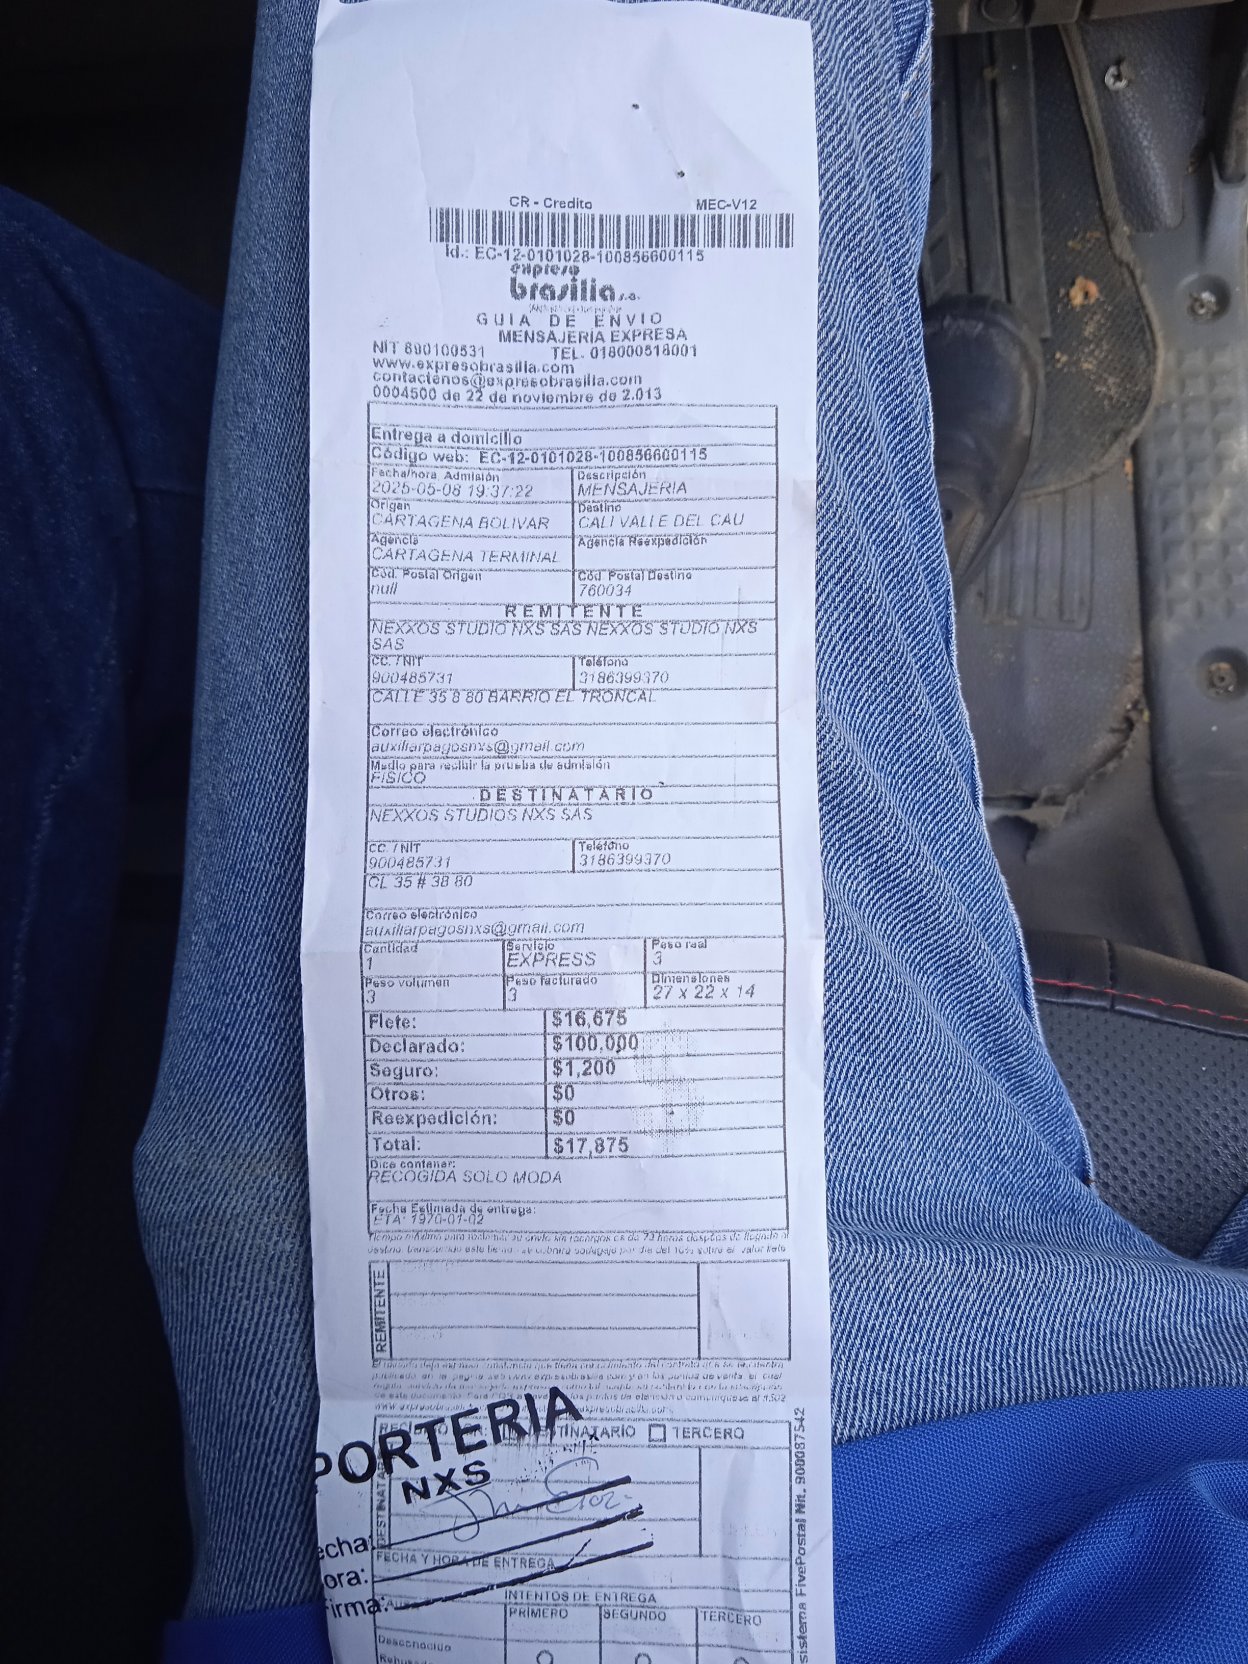 CR - Credito MEC-V12
Id.: EC-12-0101028-100856600115
expreso
brasilia s.a.
GUIA DE ENVIO
MENSAJERÍA EXPRESA
NIT 890100531 TEL. 018000518001
www.expresobrasilia.com
contactenos@expresobrasilia.com
0004500 de 22 de noviembre de 2.013
Entrega a domicilio
Código web: EC-12-0101028-100856600115
Fecha/hora Admisión Descripción
2025-05-08 19:37:22 MENSAJERIA
Origen Destino
CARTAGENA BOLIVAR CALI VALLE DEL CAU
Agencia Agencia Reexpedición
CARTAGENA TERMINAL
Cód. Postal Origen Cód. Postal Destino
null 760034
REMITENTE
NEXXOS STUDIO NXS SAS NEXXOS STUDIO NXS
SAS
CC. / NIT Teléfono
900485731 3186399370
CALLE 35 8 80 BARRIO EL TRONCAL
Correo electrónico
auxiliarpagosnxs@gmail.com
Medio para recibir la prueba de admisión
FISICO
DESTINATARIO
NEXXOS STUDIOS NXS SAS
CC. / NIT Teléfono
900485731 3186399370
CL 35 # 38 80
Correo electrónico
auxiliarpagosnxs@gmail.com
Cantidad Servicio Peso real
1 EXPRESS 3
Peso volumen Peso facturado Dimensiones
3 3 27 x 22 x 14
Flete: $16,675
Declarado: $100,000
Seguro: $1,200
Otros: $0
Reexpedición: $0
Total: $17,875
Dice contener:
RECOGIDA SOLO MODA
Fecha Estimada de entrega:
ETA: 1970-01-02
REMITENTE
DESTINATARIO TERCERO
PORTERIA
NXS
echa:
FECHA Y HORA DE ENTREGA
ora:
irma:
INTENTOS DE ENTREGA
PRIMERO SEGUNDO TERCERO
Desconocido
sistema FivePostal Nit. 900087542